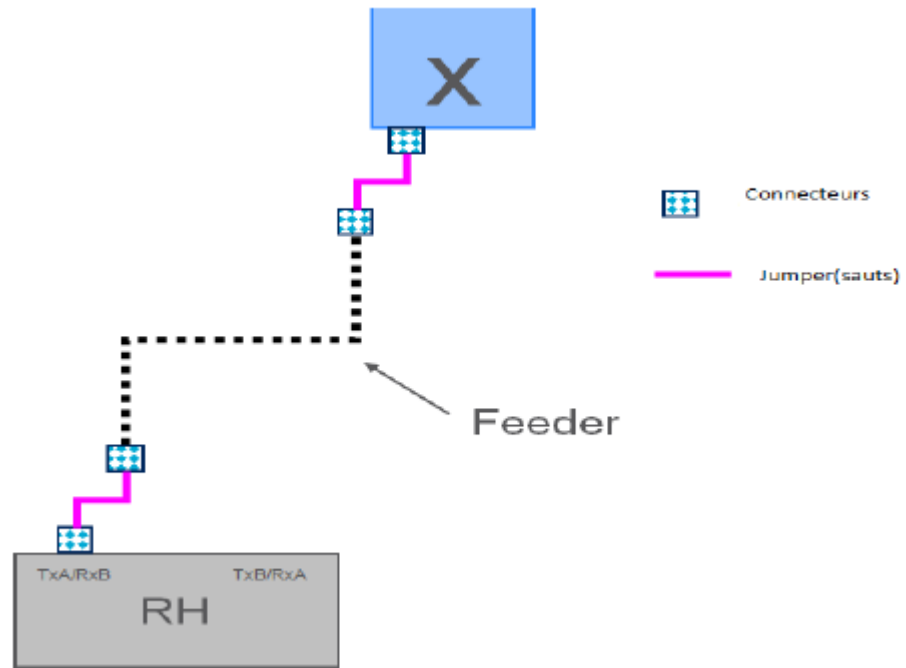 X
Connecteurs
Jumper(sauts)
Feeder
TxA/RxB TxB/RxA
RH